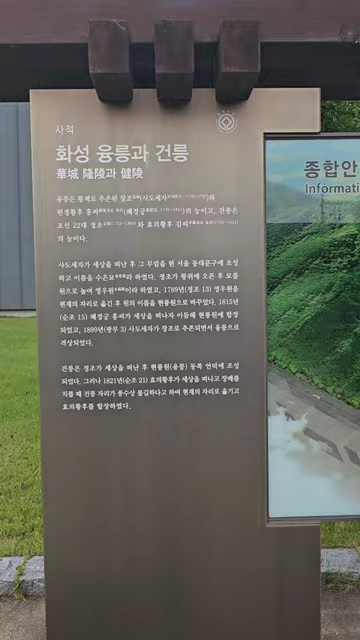 사적
화성 융릉과 건릉
華城 隆陵과 健陵
융릉은 황제로 추존된 장조(사도세자)와
헌경황후 홍씨(혜경궁)의 능이고, 건릉은
조선 22대 정조와 효의황후 김씨
의 능이다.
사도세자가 세상을 떠난 후 그 무덤을 현 서울 동대문구에 조성
하고 이름을 수은묘라 하였다. 정조가 왕위에 오른 후 묘를
원으로 높여 영우원이라 하였고, 1789년(정조 13) 영우원을
현재의 자리로 옮긴 후 원의 이름을 현륭원으로 바꾸었다. 1815년
(순조 15) 혜경궁 홍씨가 세상을 떠나자 이듬해 현륭원에 합장
되었고, 1899년(광무 3) 사도세자가 장조로 추존되면서 융릉으로
격상되었다.
건릉은 정조가 세상을 떠난 후 현륭원(융릉) 동쪽 언덕에 조성
되었다. 그러나 1821년(순조 21) 효의황후가 세상을 떠나고 장례를
치를 때 건릉 자리가 풍수상 불길하다고 하여 현재의 자리로 옮기고
효의황후를 합장하였다.
종합안
Informati